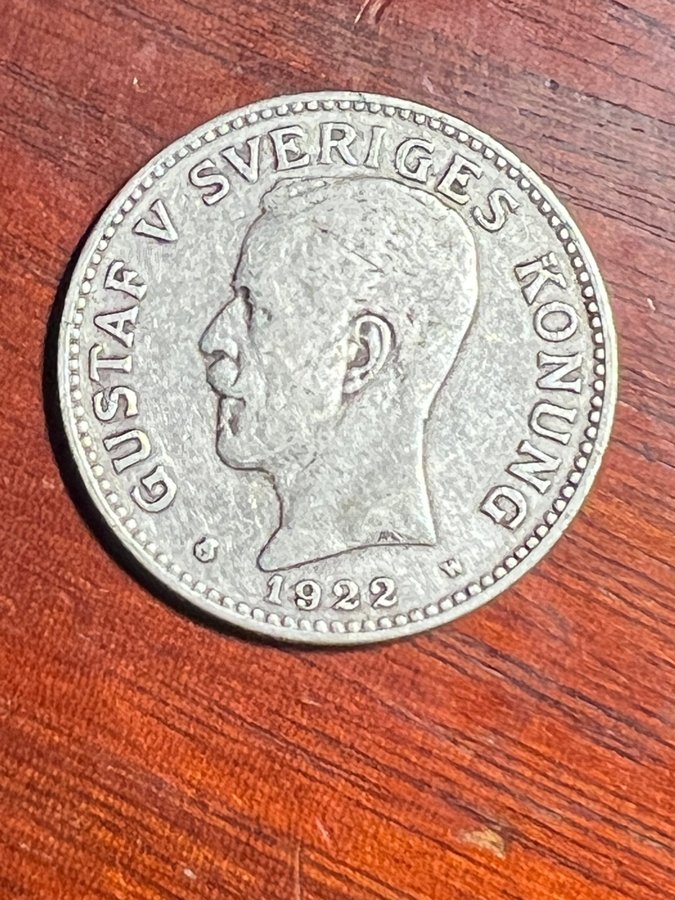 GUSTAF V SVERIGES KONUNG
1922
W